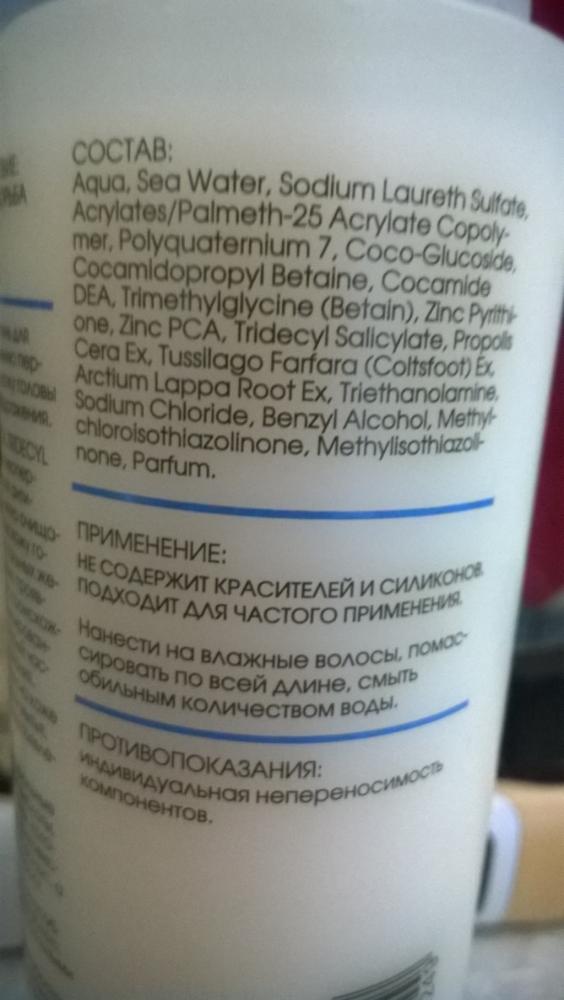 СОСТАВ:
Aqua, Sea Water, Sodium Laureth Sulfate,
Acrylates/Palmeth-25 Acrylate Copoly-
mer, Polyquaternium 7, Coco-Glucoside,
Cocamidopropyl Betaine, Cocamide
DEA, Trimethylglycine (Betain), Zinc Pyrithi-
one, Zinc PCA, Tridecyl Salicylate, Propolis
Cera Ex, Tussilago Farfara (Coltsfoot) Ex,
Arctium Lappa Root Ex, Triethanolamine,
Sodium Chloride, Benzyl Alcohol, Methyl-
chloroisothiazolinone, Methylisothiazoli-
none, Parfum.
ПРИМЕНЕНИЕ:
НЕ СОДЕРЖИТ КРАСИТЕЛЕЙ И СИЛИКОНОВ.
ПОДХОДИТ ДЛЯ ЧАСТОГО ПРИМЕНЕНИЯ.
Нанести на влажные волосы, помас-
сировать по всей длине, смыть
обильным количеством воды.
ПРОТИВОПОКАЗАНИЯ:
индивидуальная непереносимость
компонентов.